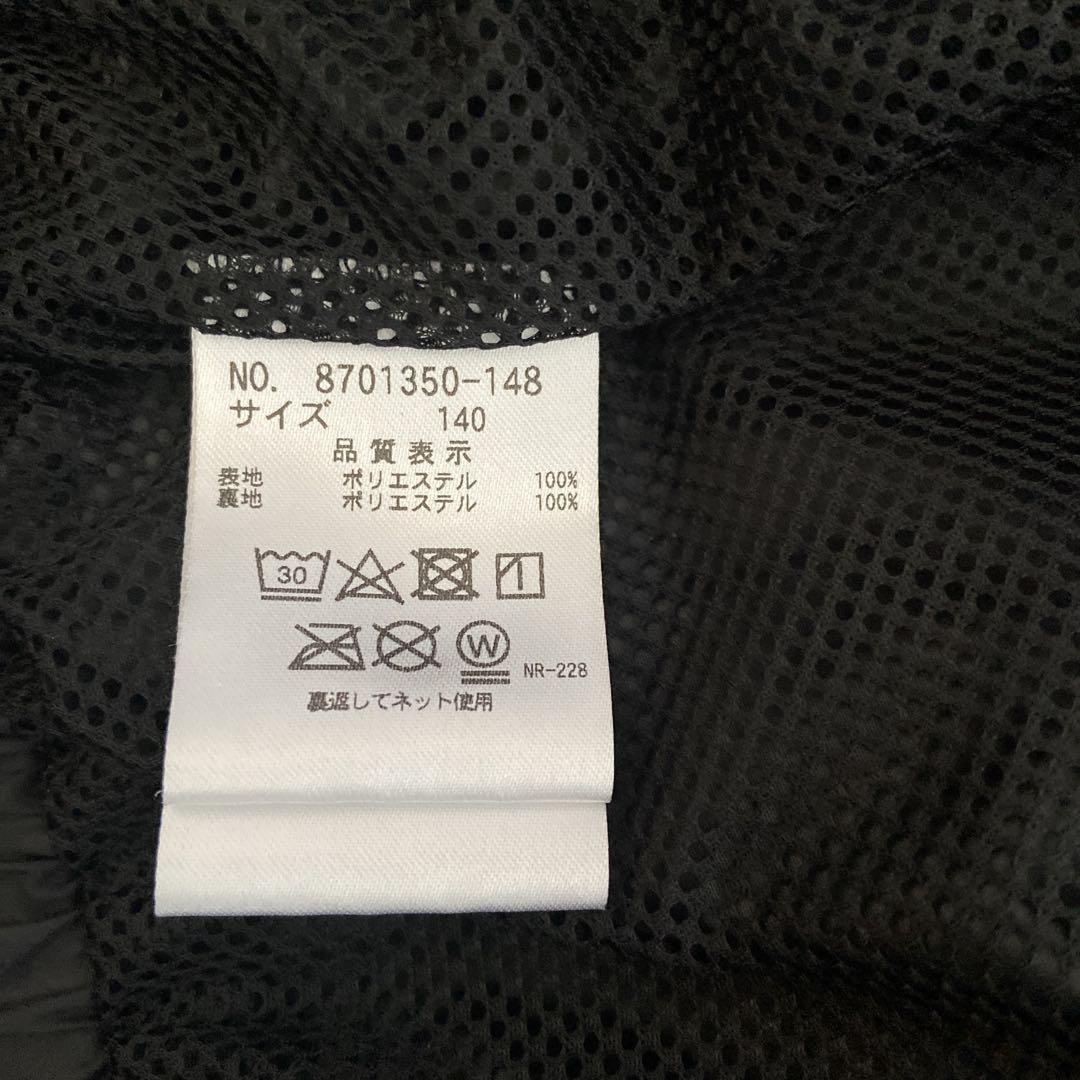 NO. 8701350-148
サイズ 140
品質表示
表地 ポリエステル 100%
裏地 ポリエステル 100%
30
W NR-228
裏返してネット使用